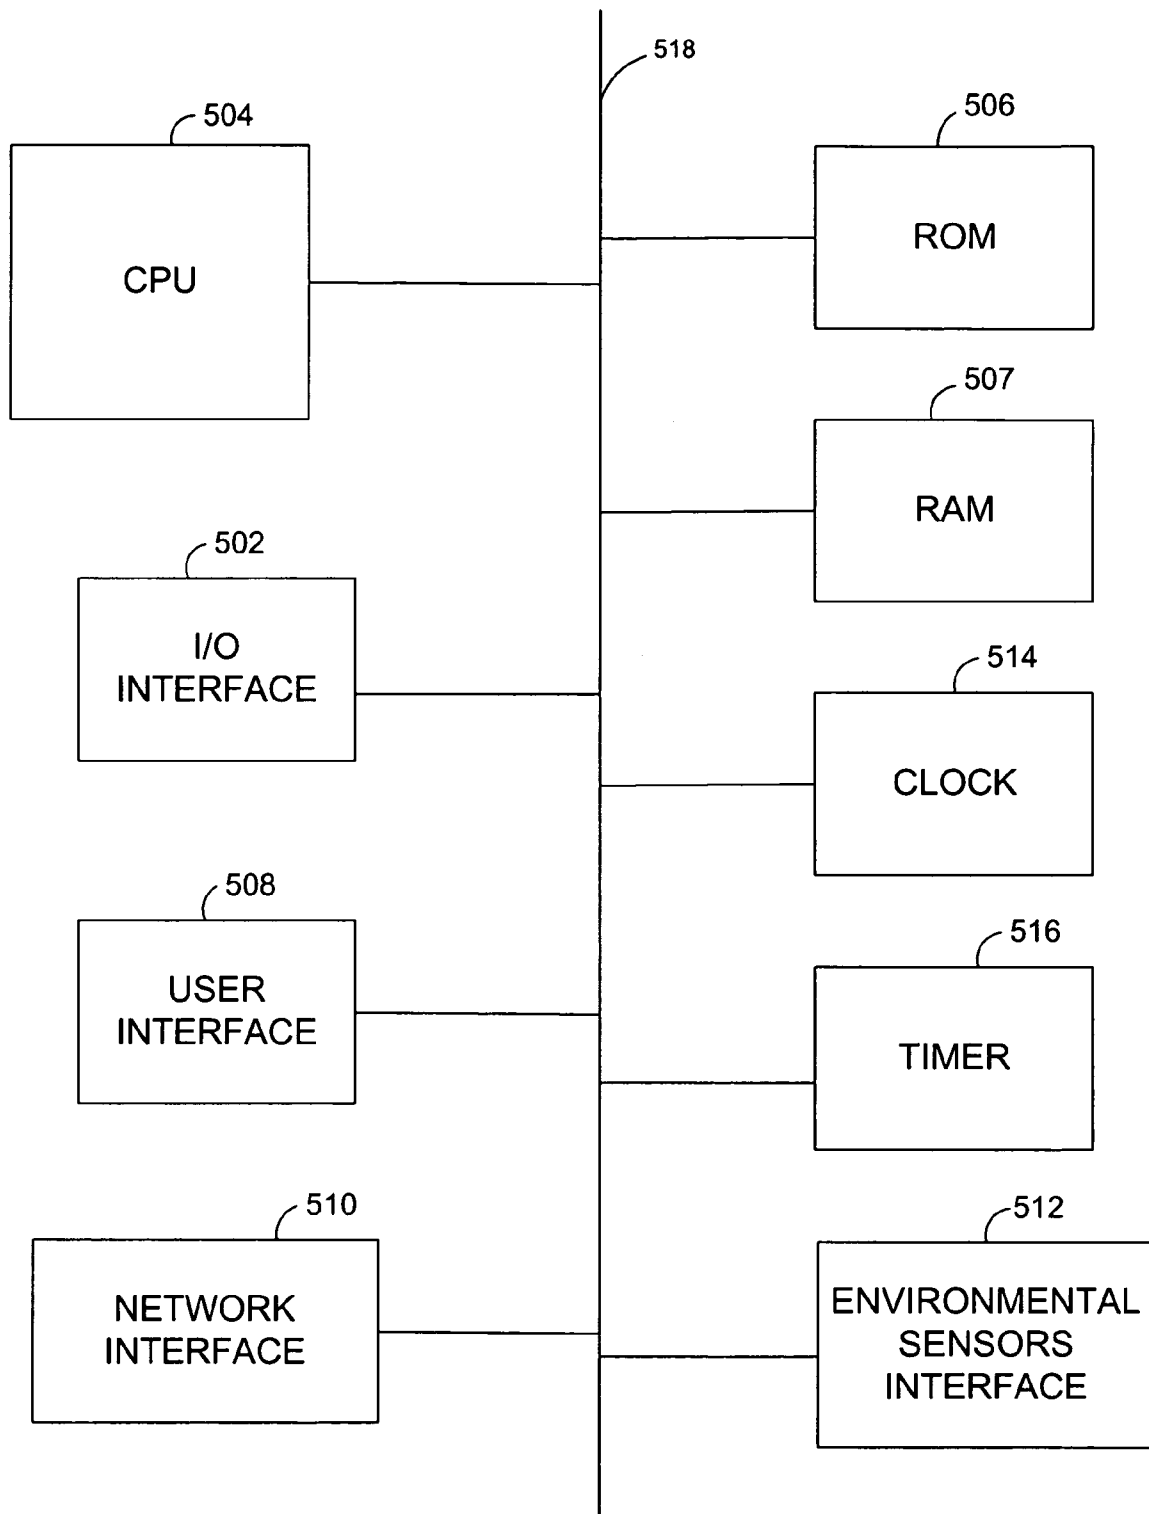 518
504
CPU
506
ROM
507
RAM
502
I/O
INTERFACE
514
CLOCK
508
USER
INTERFACE
516
TIMER
510
NETWORK
INTERFACE
512
ENVIRONMENTAL
SENSORS
INTERFACE